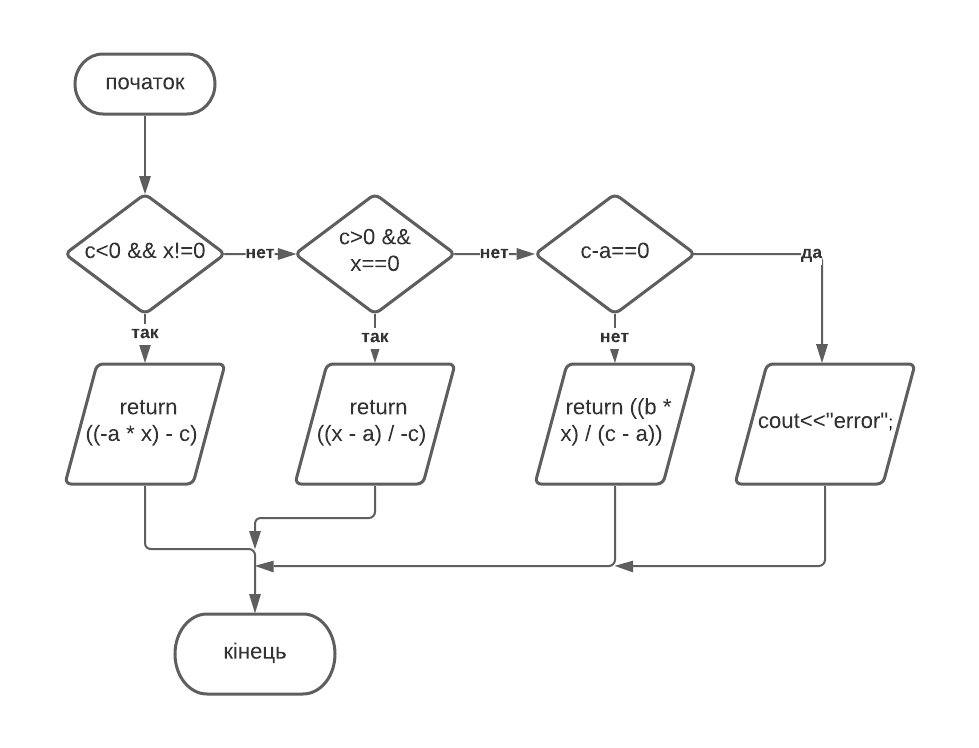 початок
c<0 && x!=0
нет
c>0 &&
x==0
нет
c-a==0
да
так
так
нет
return
((-a * x) - c)
return
((x - a) / -c)
return ((b *
x) / (c - a))
cout<<"error";
кінець